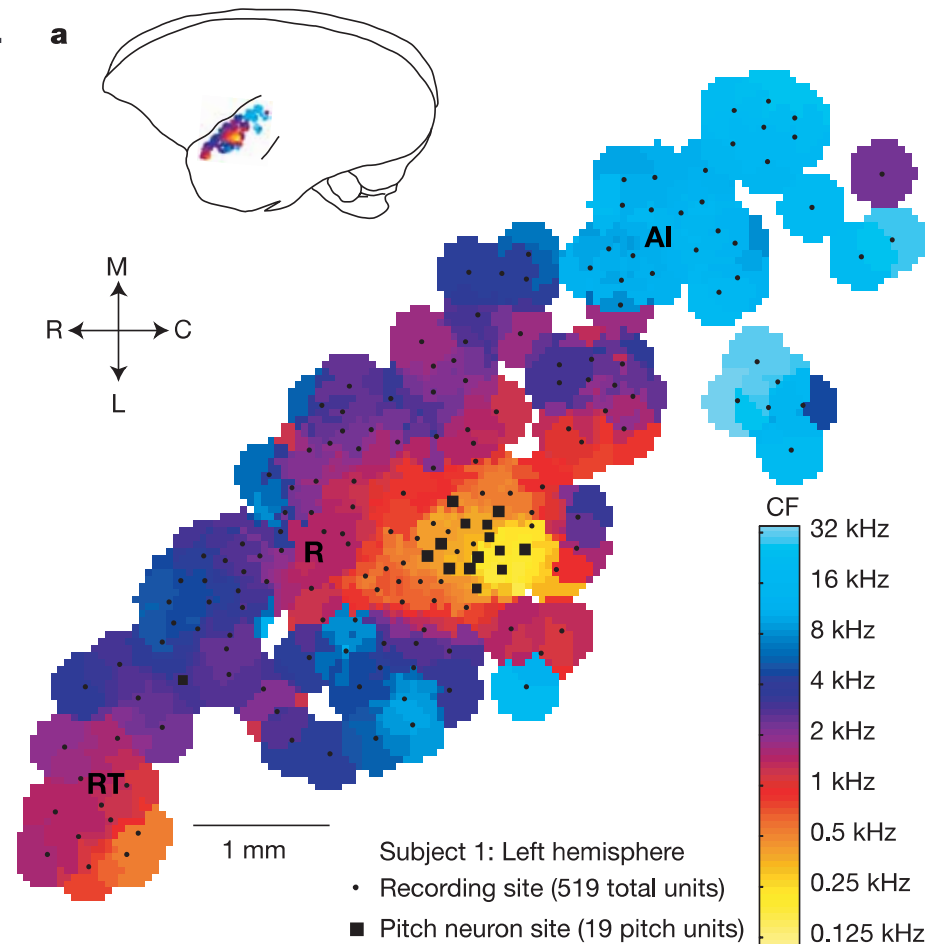 a
M
R C
L
AI
R
RT
CF
32 kHz
16 kHz
8 kHz
4 kHz
2 kHz
1 kHz
0.5 kHz
0.25 kHz
0.125 kHz
1 mm
Subject 1: Left hemisphere
Recording site (519 total units)
Pitch neuron site (19 pitch units)